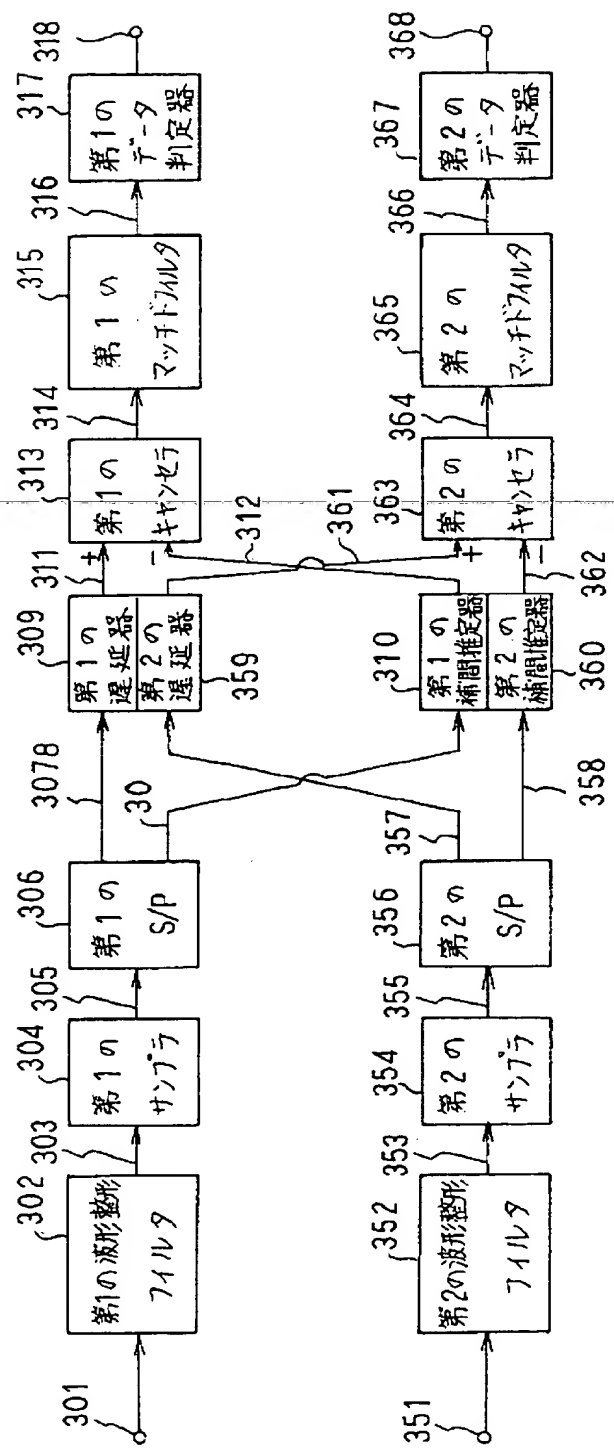 301
302
第1の波形整形
フィルタ
303
304
第1の
サンプラ
305
306
第1の
S/P
3078
30
309
第1の
遅延器
第2の
遅延器
359
311
+
-
312
313
第1の
キャンセラ
314
315
第1の
マッチドフィルタ
316
317
第1の
データ
判定器
318
351
352
第2の波形整形
フィルタ
353
354
第2の
サンプラ
355
356
第2の
S/P
357
358
310
第1の
補間推定器
第2の
補間推定器
360
361
+
-
362
363
第2の
キャンセラ
364
365
第2の
マッチドフィルタ
366
367
第2の
データ
判定器
368